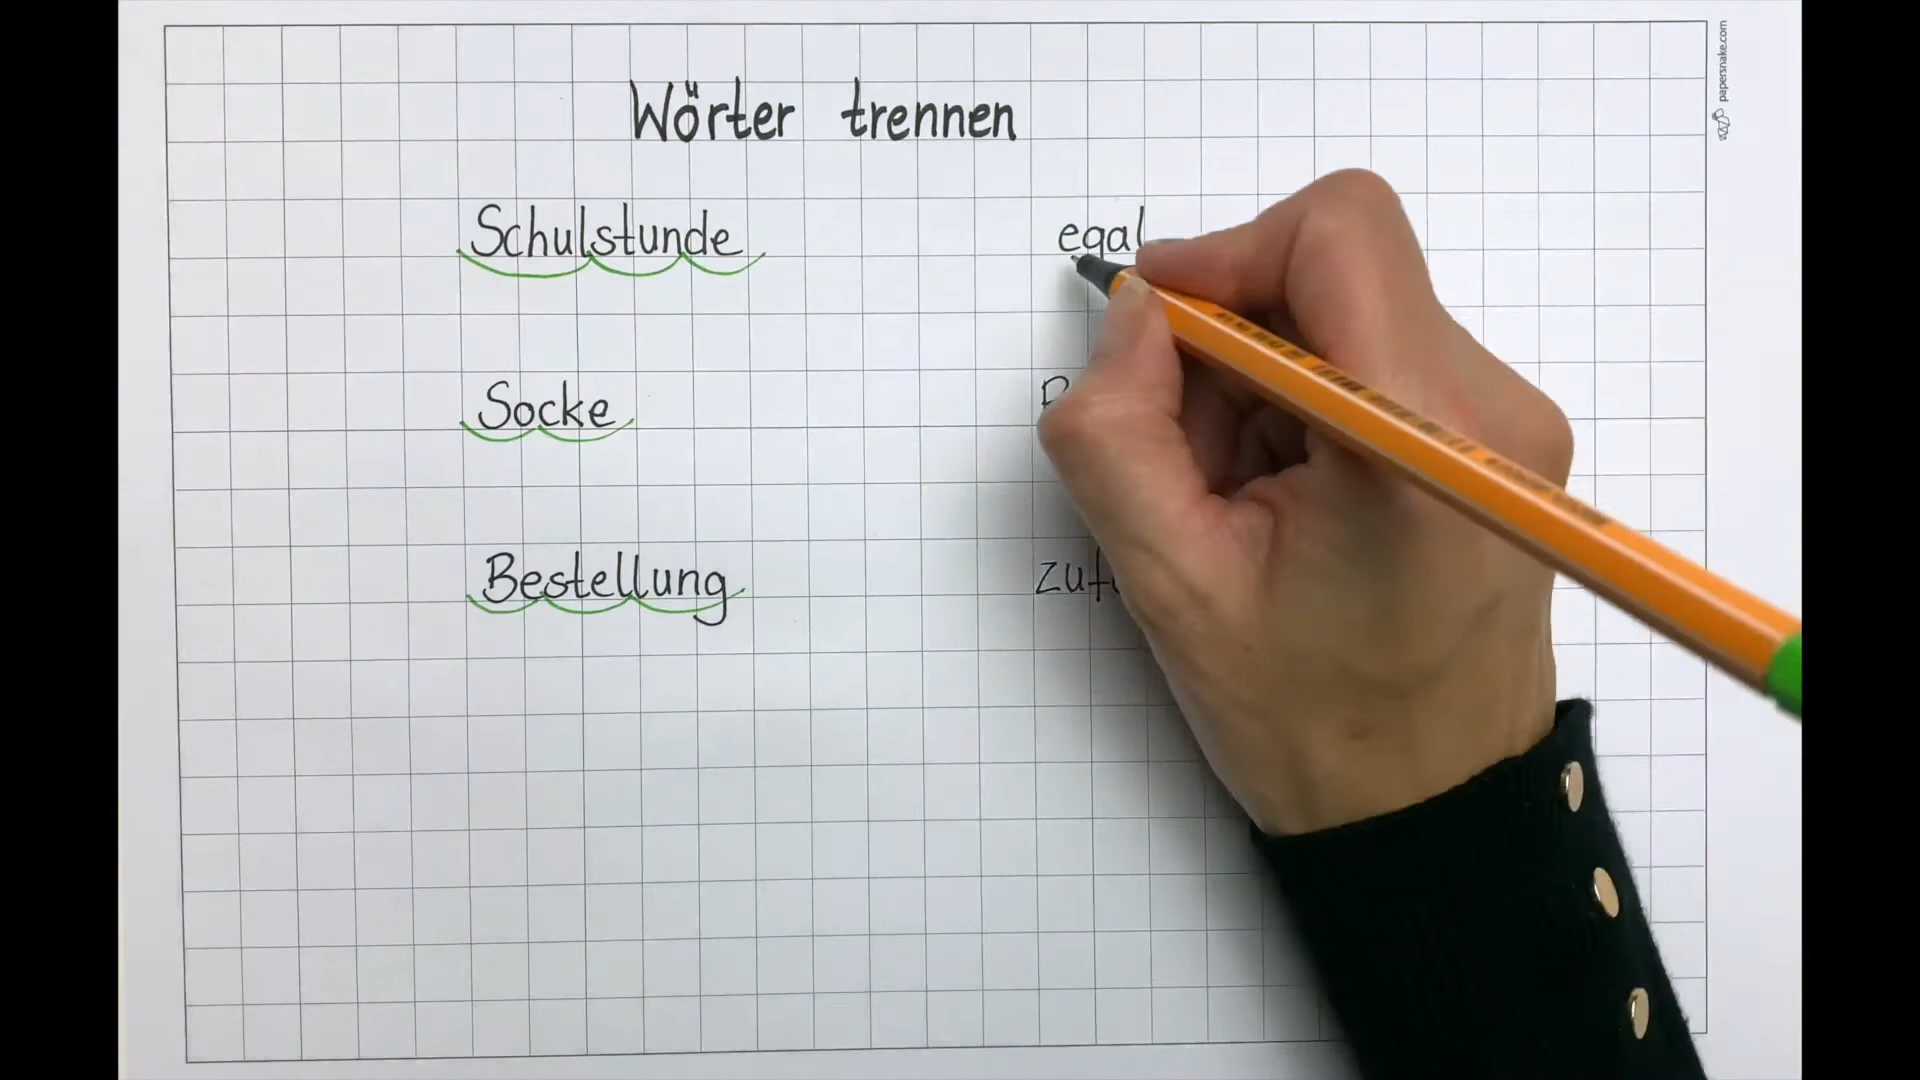 Wörter trennen
Schulstunde
egal
Socke
Bestellung
papersnake.com